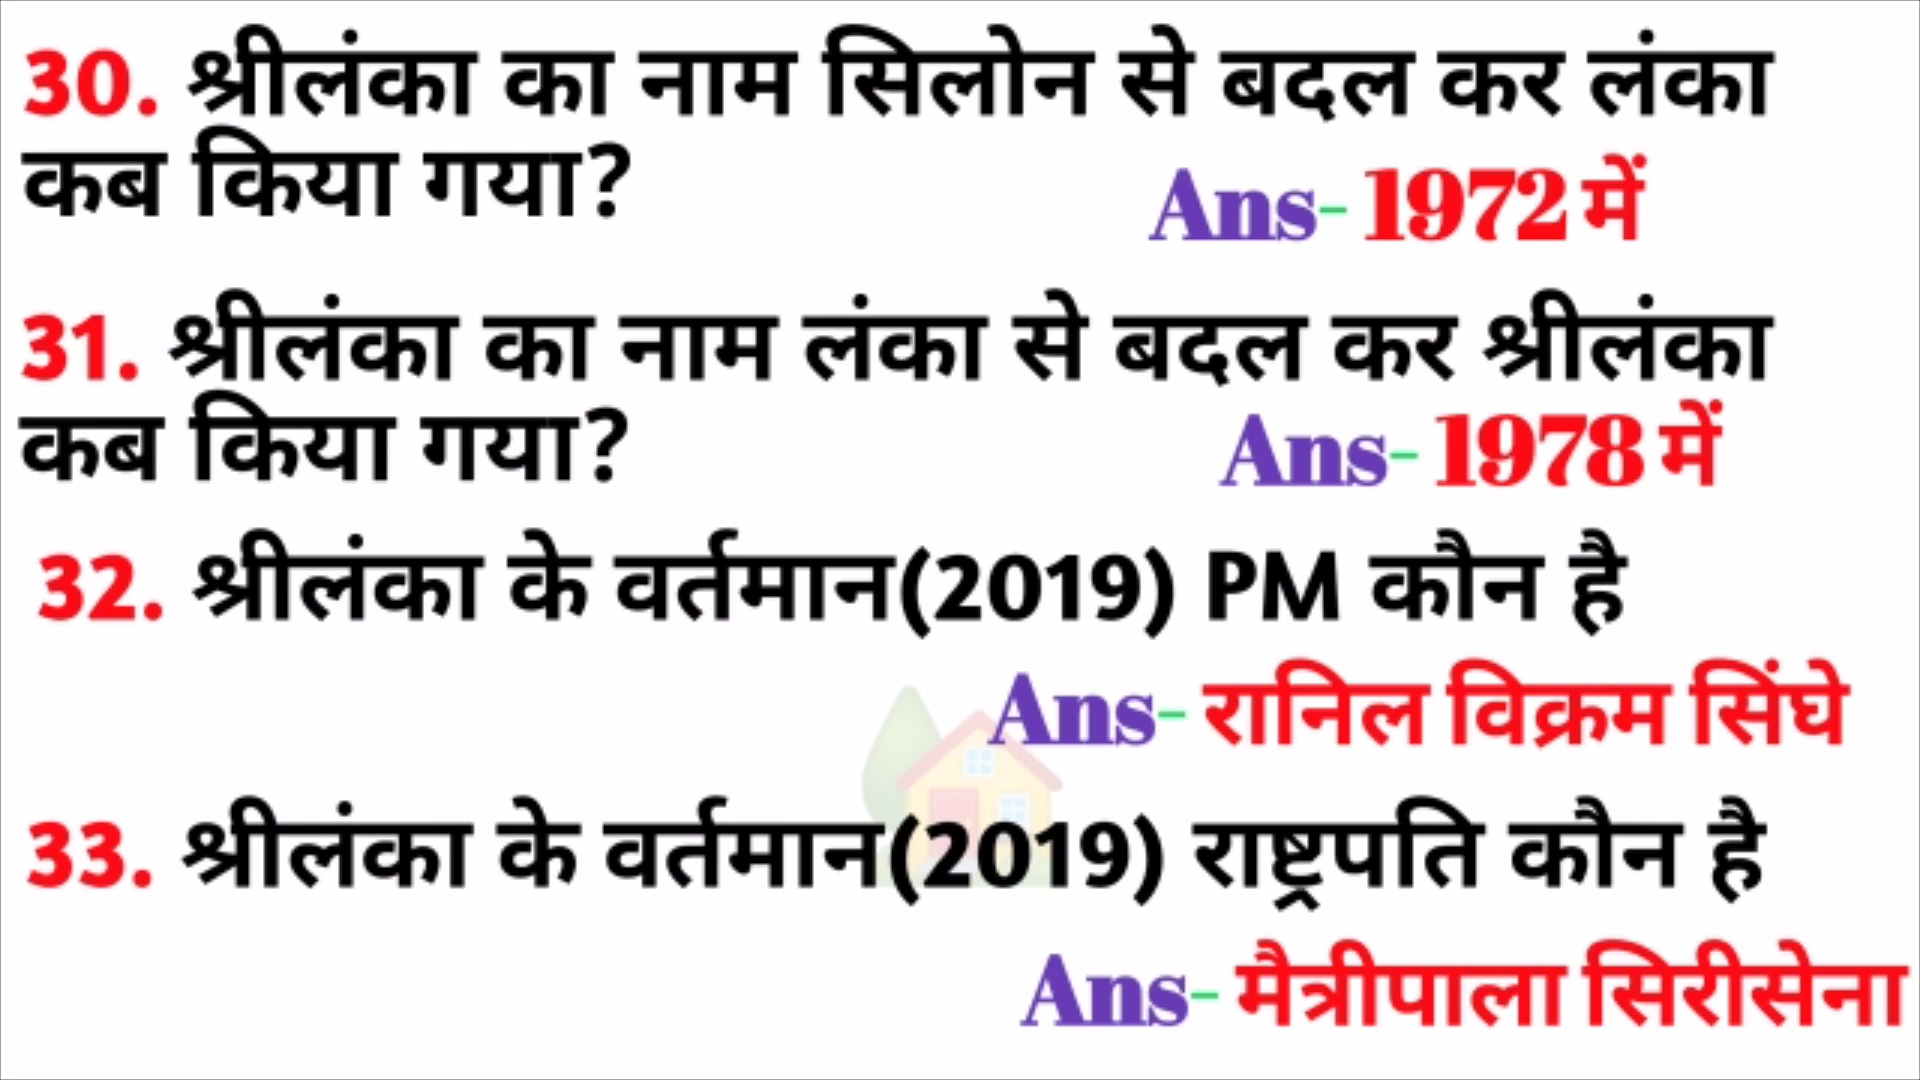 30. श्रीलंका का नाम सिलोन से बदल कर लंका
कब किया गया?
Ans- 1972 में
31. श्रीलंका का नाम लंका से बदल कर श्रीलंका
कब किया गया?
Ans- 1978 में
32. श्रीलंका के वर्तमान(2019) PM कौन है
Ans- रानिल विक्रम सिंघे
33. श्रीलंका के वर्तमान(2019) राष्ट्रपति कौन है
Ans- मैत्रीपाला सिरीसेना